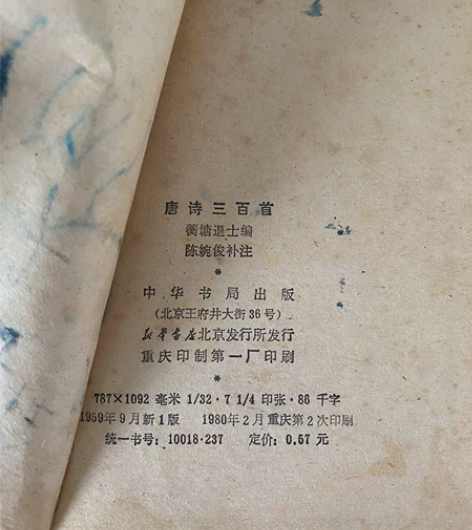 唐诗三百首
蘅塘退士编
陈婉俊补注
*
中华书局出版
（北京王府井大街36号）
新华书店北京发行所发行
重庆印制第一厂印刷
*
787×1092 毫米 1/32·7 1/4 印张·86 千字
1959年9月新1版 1980年2月重庆第2次印刷
统一书号：10018·237 定价：0.57 元